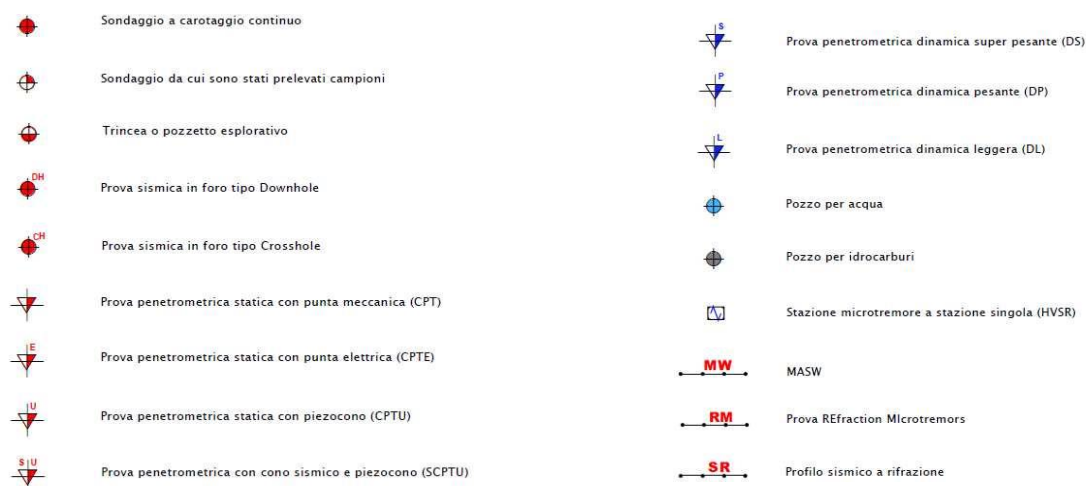 Sondaggio a carotaggio continuo
Sondaggio da cui sono stati prelevati campioni
Trincea o pozzetto esplorativo
DH Prova sismica in foro tipo Downhole
CH Prova sismica in foro tipo Crosshole
Prova penetrometrica statica con punta meccanica (CPT)
E Prova penetrometrica statica con punta elettrica (CPTE)
U Prova penetrometrica statica con piezocono (CPTU)
S U Prova penetrometrica con cono sismico e piezocono (SCPTU)
S Prova penetrometrica dinamica super pesante (DS)
P Prova penetrometrica dinamica pesante (DP)
L Prova penetrometrica dinamica leggera (DL)
Pozzo per acqua
Pozzo per idrocarburi
Stazione microtremore a stazione singola (HVSR)
MW MASW
RM Prova REfraction MIcrotremors
SR Profilo sismico a rifrazione